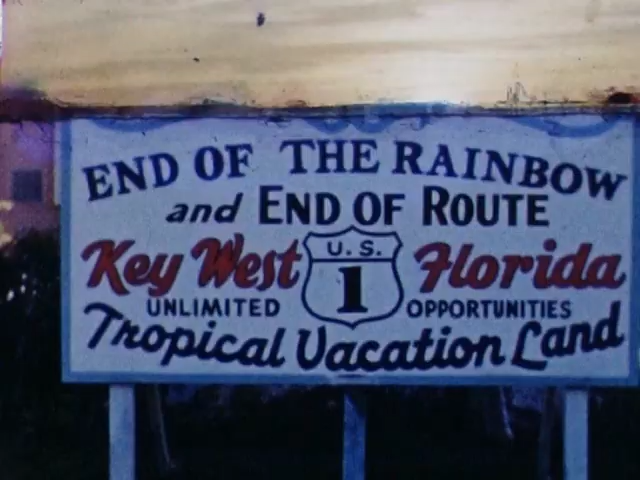 END OF THE RAINBOW
and END OF ROUTE
Key West U.S. 1 Florida
UNLIMITED OPPORTUNITIES
Tropical Vacation Land